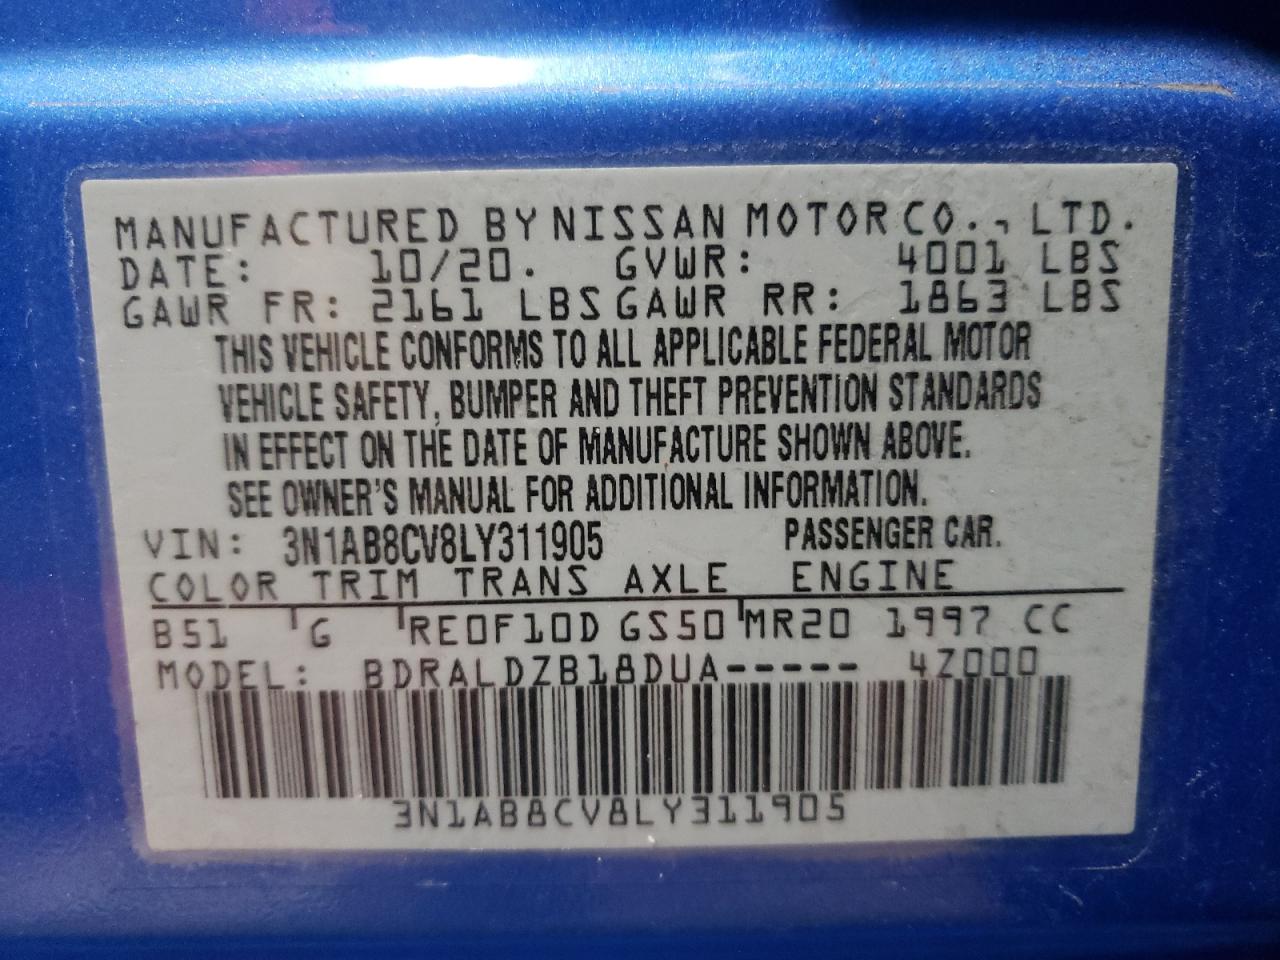 MANUFACTURED BY NISSAN MOTOR CO., LTD.
DATE: 10/20. GVWR: 4001 LBS
GAWR FR: 2161 LBS GAWR RR: 1863 LBS
THIS VEHICLE CONFORMS TO ALL APPLICABLE FEDERAL MOTOR
VEHICLE SAFETY, BUMPER AND THEFT PREVENTION STANDARDS
IN EFFECT ON THE DATE OF MANUFACTURE SHOWN ABOVE.
SEE OWNER'S MANUAL FOR ADDITIONAL INFORMATION.
VIN: 3N1AB8CV8LY311905 PASSENGER CAR.
COLOR TRIM TRANS AXLE ENGINE
B51 G RE0F10D GS50 MR20 1997 CC
MODEL: BDRALDZB18DUA----- 4Z000
3N1AB8CV8LY311905